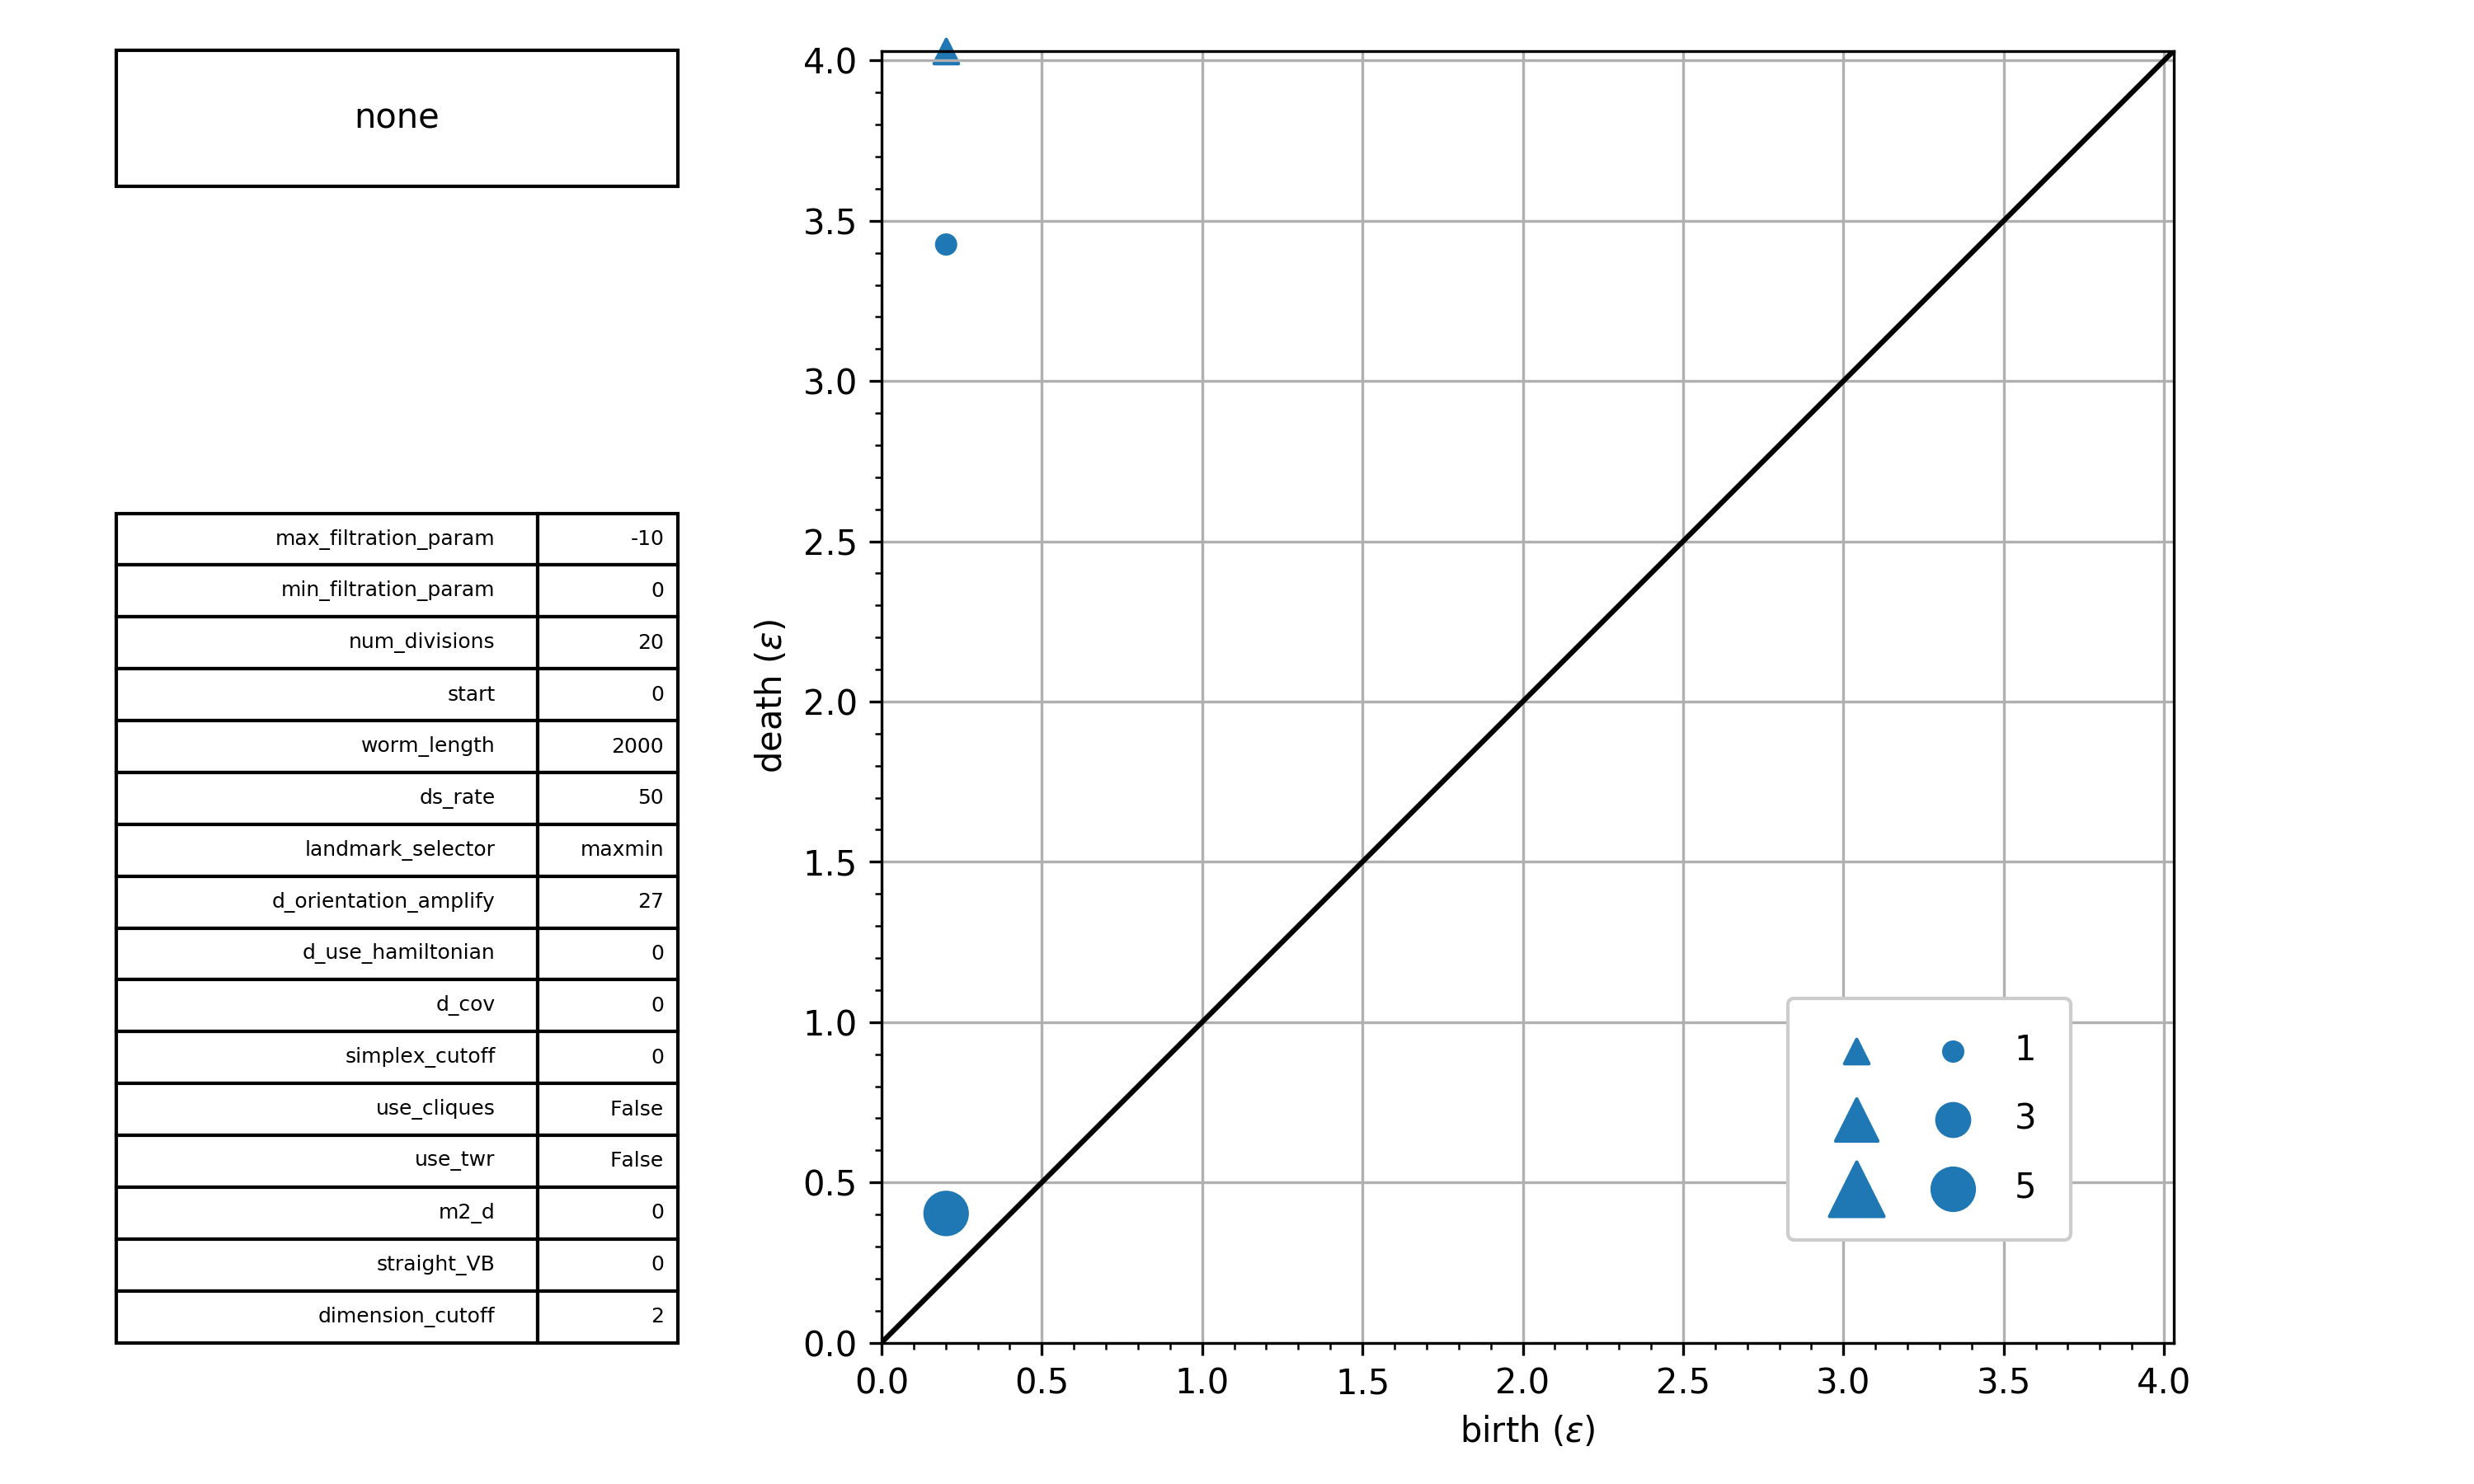 none
max_filtration_param -10
min_filtration_param 0
num_divisions 20
start 0
worm_length 2000
ds_rate 50
landmark_selector maxmin
d_orientation_amplify 27
d_use_hamiltonian 0
d_cov 0
simplex_cutoff 0
use_cliques False
use_twr False
m2_d 0
straight_VB 0
dimension_cutoff 2
death (ε)
4.0
3.5
3.0
2.5
2.0
1.5
1.0
0.5
0.0
1
3
5
0.0 0.5 1.0 1.5 2.0 2.5 3.0 3.5 4.0
birth (ε)